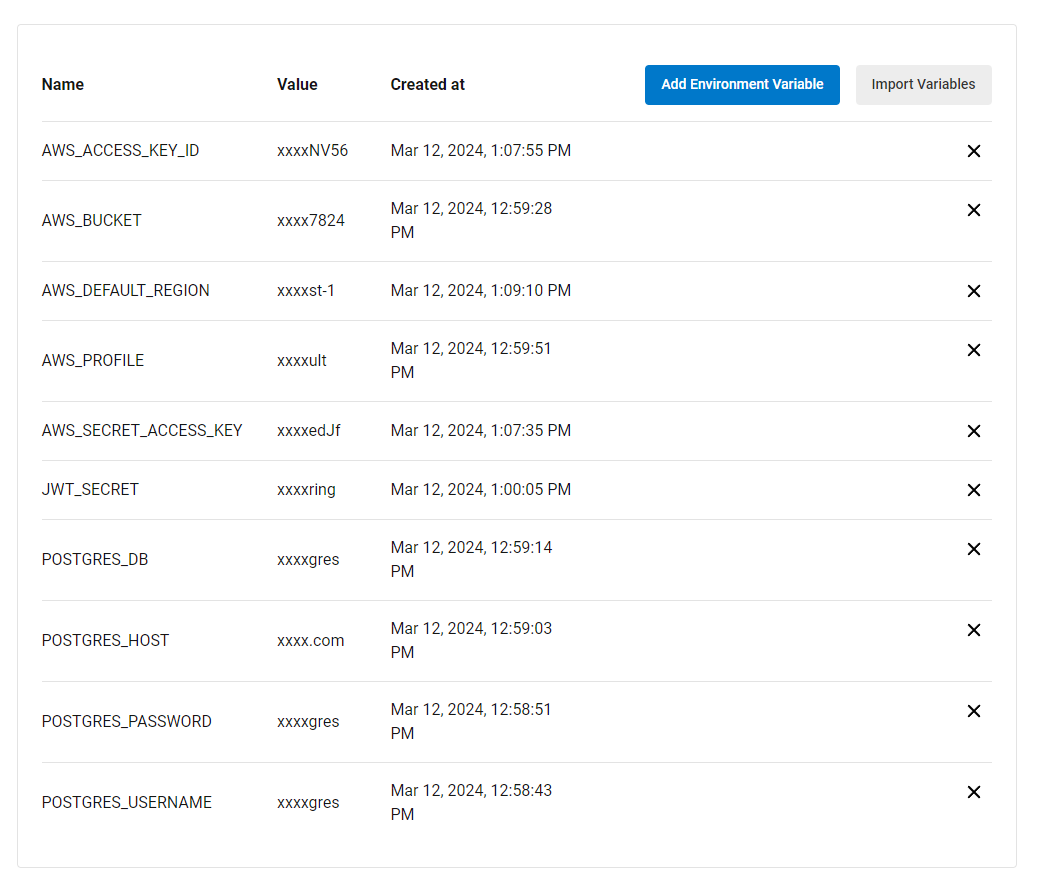 Name Value Created at Add Environment Variable Import Variables
AWS_ACCESS_KEY_ID xxxxNV56 Mar 12, 2024, 1:07:55 PM
AWS_BUCKET xxxx7824 Mar 12, 2024, 12:59:28
PM
AWS_DEFAULT_REGION xxxxst-1 Mar 12, 2024, 1:09:10 PM
AWS_PROFILE xxxxult Mar 12, 2024, 12:59:51
PM
AWS_SECRET_ACCESS_KEY xxxxedJf Mar 12, 2024, 1:07:35 PM
JWT_SECRET xxxxring Mar 12, 2024, 1:00:05 PM
POSTGRES_DB xxxxgres Mar 12, 2024, 12:59:14
PM
POSTGRES_HOST xxxx.com Mar 12, 2024, 12:59:03
PM
POSTGRES_PASSWORD xxxxgres Mar 12, 2024, 12:58:51
PM
POSTGRES_USERNAME xxxxgres Mar 12, 2024, 12:58:43
PM